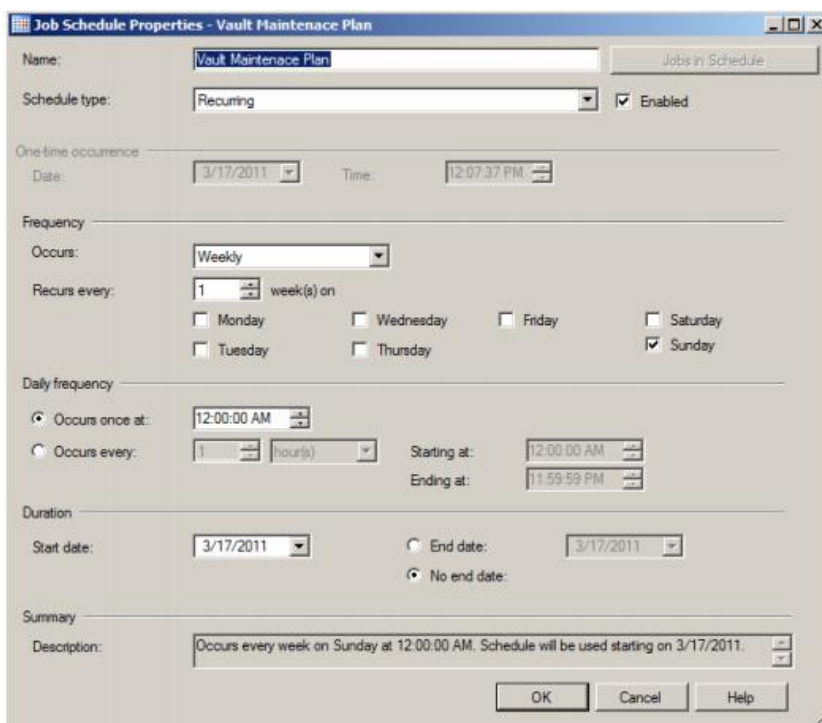 Job Schedule Properties - Vault Maintenace Plan
Name: Vault Maintenace Plan Jobs in Schedule
Schedule type: Recurring Enabled
One-time occurrence
Date: 3/17/2011 Time: 12:07:37 PM
Frequency
Occurs: Weekly
Recurs every: 1 week(s) on
Monday Wednesday Friday Saturday
Tuesday Thursday Sunday
Daily frequency
Occurs once at: 12:00:00 AM
Occurs every: 1 hour(s) Starting at: 12:00:00 AM
Ending at: 11:59:59 PM
Duration
Start date: 3/17/2011 End date: 3/17/2011
No end date:
Summary
Description: Occurs every week on Sunday at 12:00:00 AM. Schedule will be used starting on 3/17/2011.
OK Cancel Help